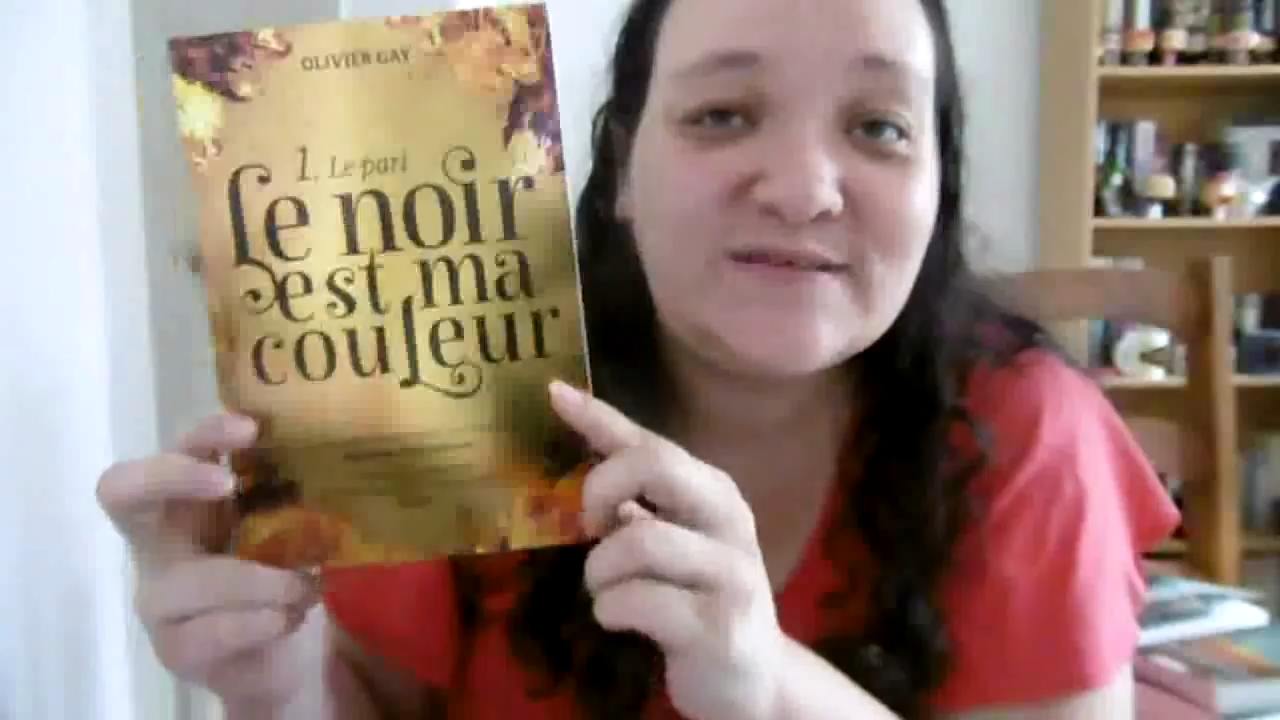 OLIVIER GAY
1. Le pari
Le noir
est ma
couleur